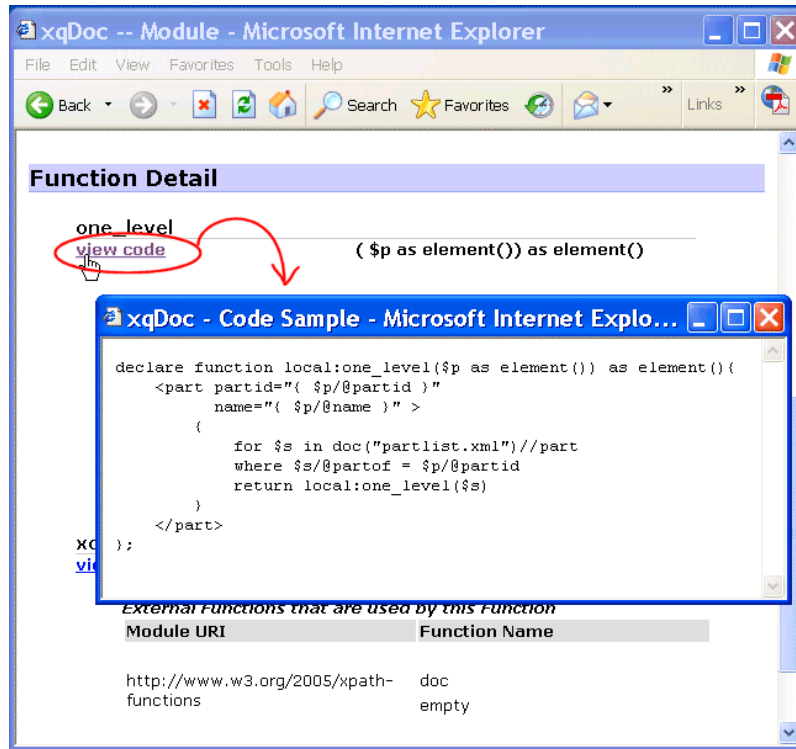 xqDoc -- Module - Microsoft Internet Explorer
File Edit View Favorites Tools Help
Back Search Favorites » Links »
Function Detail
one_level
view code ( $p as element()) as element()
xqDoc - Code Sample - Microsoft Internet Explo...
declare function local:one_level($p as element()) as element(){
<part partid="{ $p/@partid }"
name="{ $p/@name }" >
{
for $s in doc("partlist.xml")//part
where $s/@partof = $p/@partid
return local:one_level($s)
}
</part>
};
External Functions that are used by this Function
Module URI Function Name
http://www.w3.org/2005/xpath- doc
functions
empty